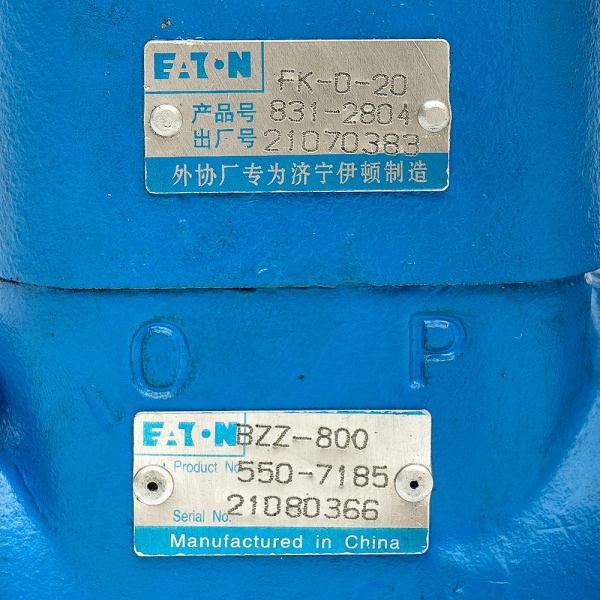 EATON
FK-D-20
产品号 831-2804
出厂号 21070383
外协厂专为济宁伊顿制造
O P
EATON BZZ-800
Product No. 550-7185
Serial No. 21080366
Manufactured in China